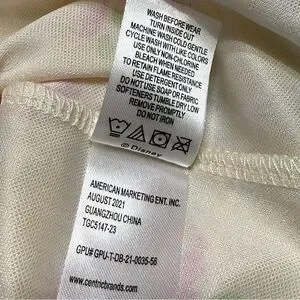 WASH BEFORE WEAR
TURN INSIDE OUT
MACHINE WASH COLD GENTLE
CYCLE WASH WITH LIKE COLORS
USE ONLY NON-CHLORINE
BLEACH WHEN NEEDED
TO RETAIN FLAME RESISTANCE
USE DETERGENT ONLY
DO NOT USE SOAP OR FABRIC
SOFTENERS TUMBLE DRY LOW
REMOVE PROMPTLY
DO NOT IRON
© Disney
AMERICAN MARKETING ENT. INC.
AUGUST 2021
GUANGZHOU CHINA
TGC5147-23
GPU# GPU-T-DB-21-0035-56
www.centricbrands.com